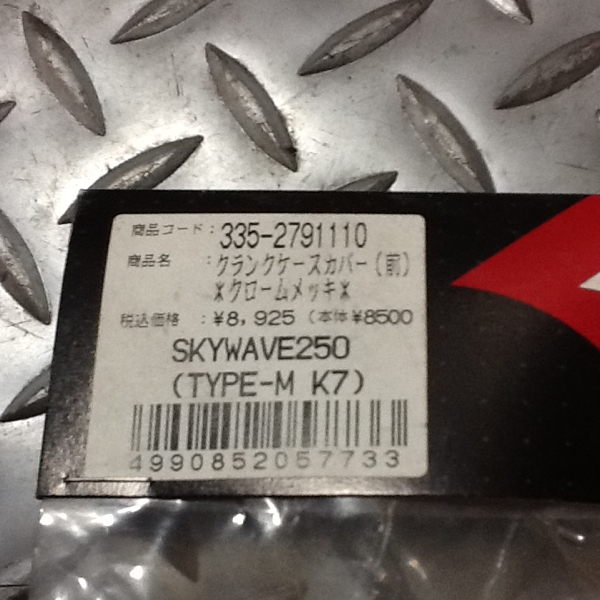 商品コード：335-2791110
商品名　：クランクケースカバー（前）
*クロームメッキ*
税込価格　：¥8,925（本体¥8500
SKYWAVE250
(TYPE-M K7)
4990852057733